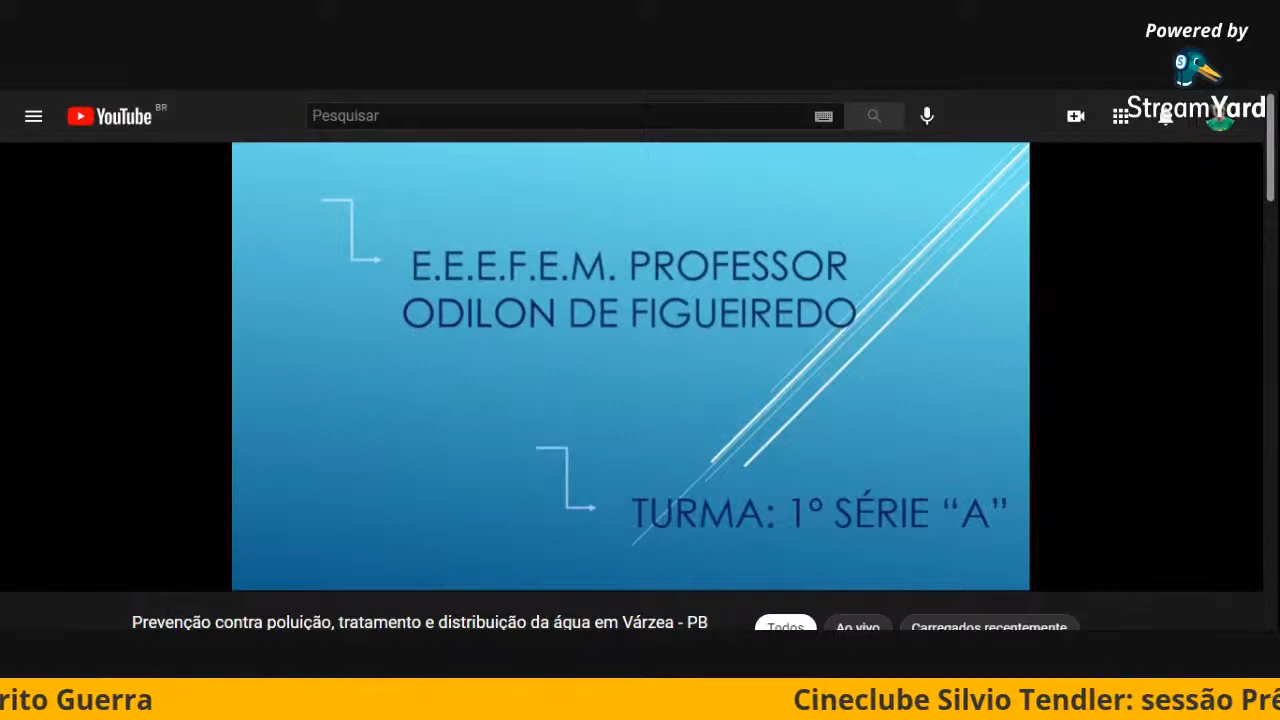 Powered by
StreamYard
YouTube BR
Pesquisar
E.E.E.F.E.M. PROFESSOR
ODILON DE FIGUEIREDO
TURMA: 1º SÉRIE “A”
Prevenção contra poluição, tratamento e distribuição da água em Várzea - PB
Todos
Ao vivo
Carregados recentemente
rito Guerra
Cineclube Silvio Tendler: sessão Prê